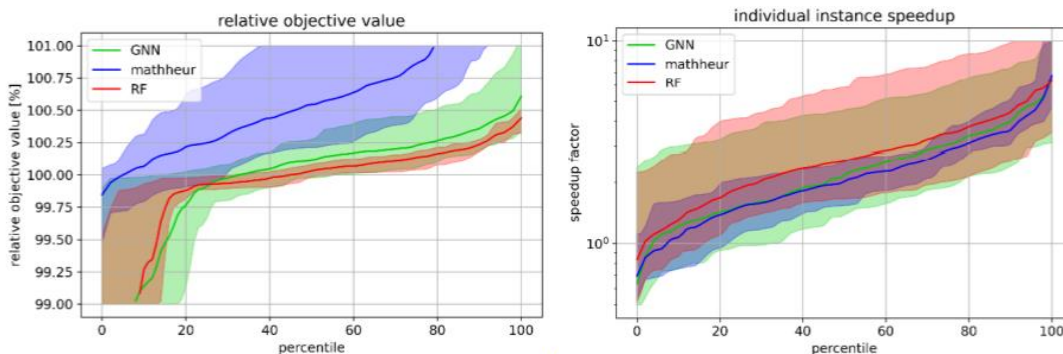 relative objective value
101.00
100.75
100.50
100.25
100.00
99.75
99.50
99.25
99.00
relative objective value [%]
GNN
mathheur
RF
0 20 40 60 80 100
percentile
individual instance speedup
10¹
10⁰
speedup factor
GNN
mathheur
RF
0 20 40 60 80 100
percentile